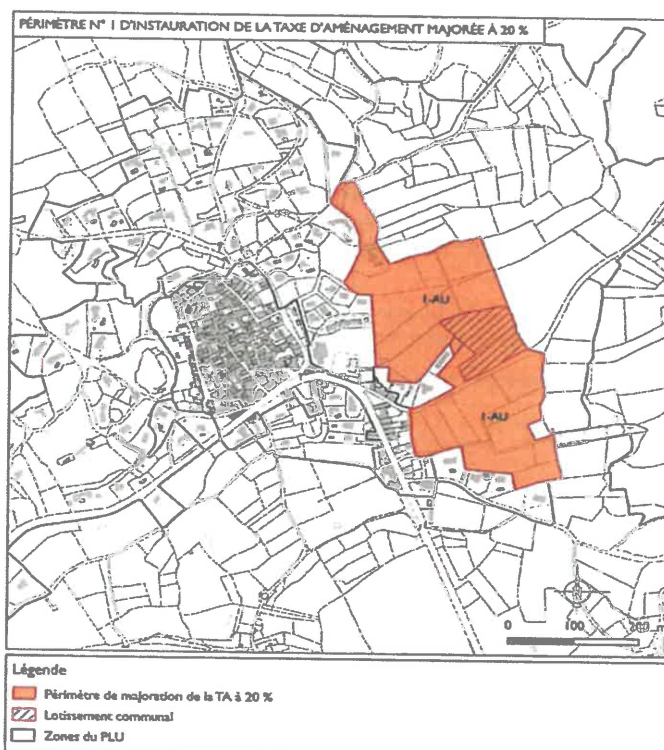 PÉRIMÈTRE N° 1 D'INSTAURATION DE LA TAXE D'AMÉNAGEMENT MAJORÉE À 20 %
1-AU
1-AU
0 100 200 m
Légende
Périmètre de majoration de la TA à 20 %
Lotissement communal
Zones du PLU